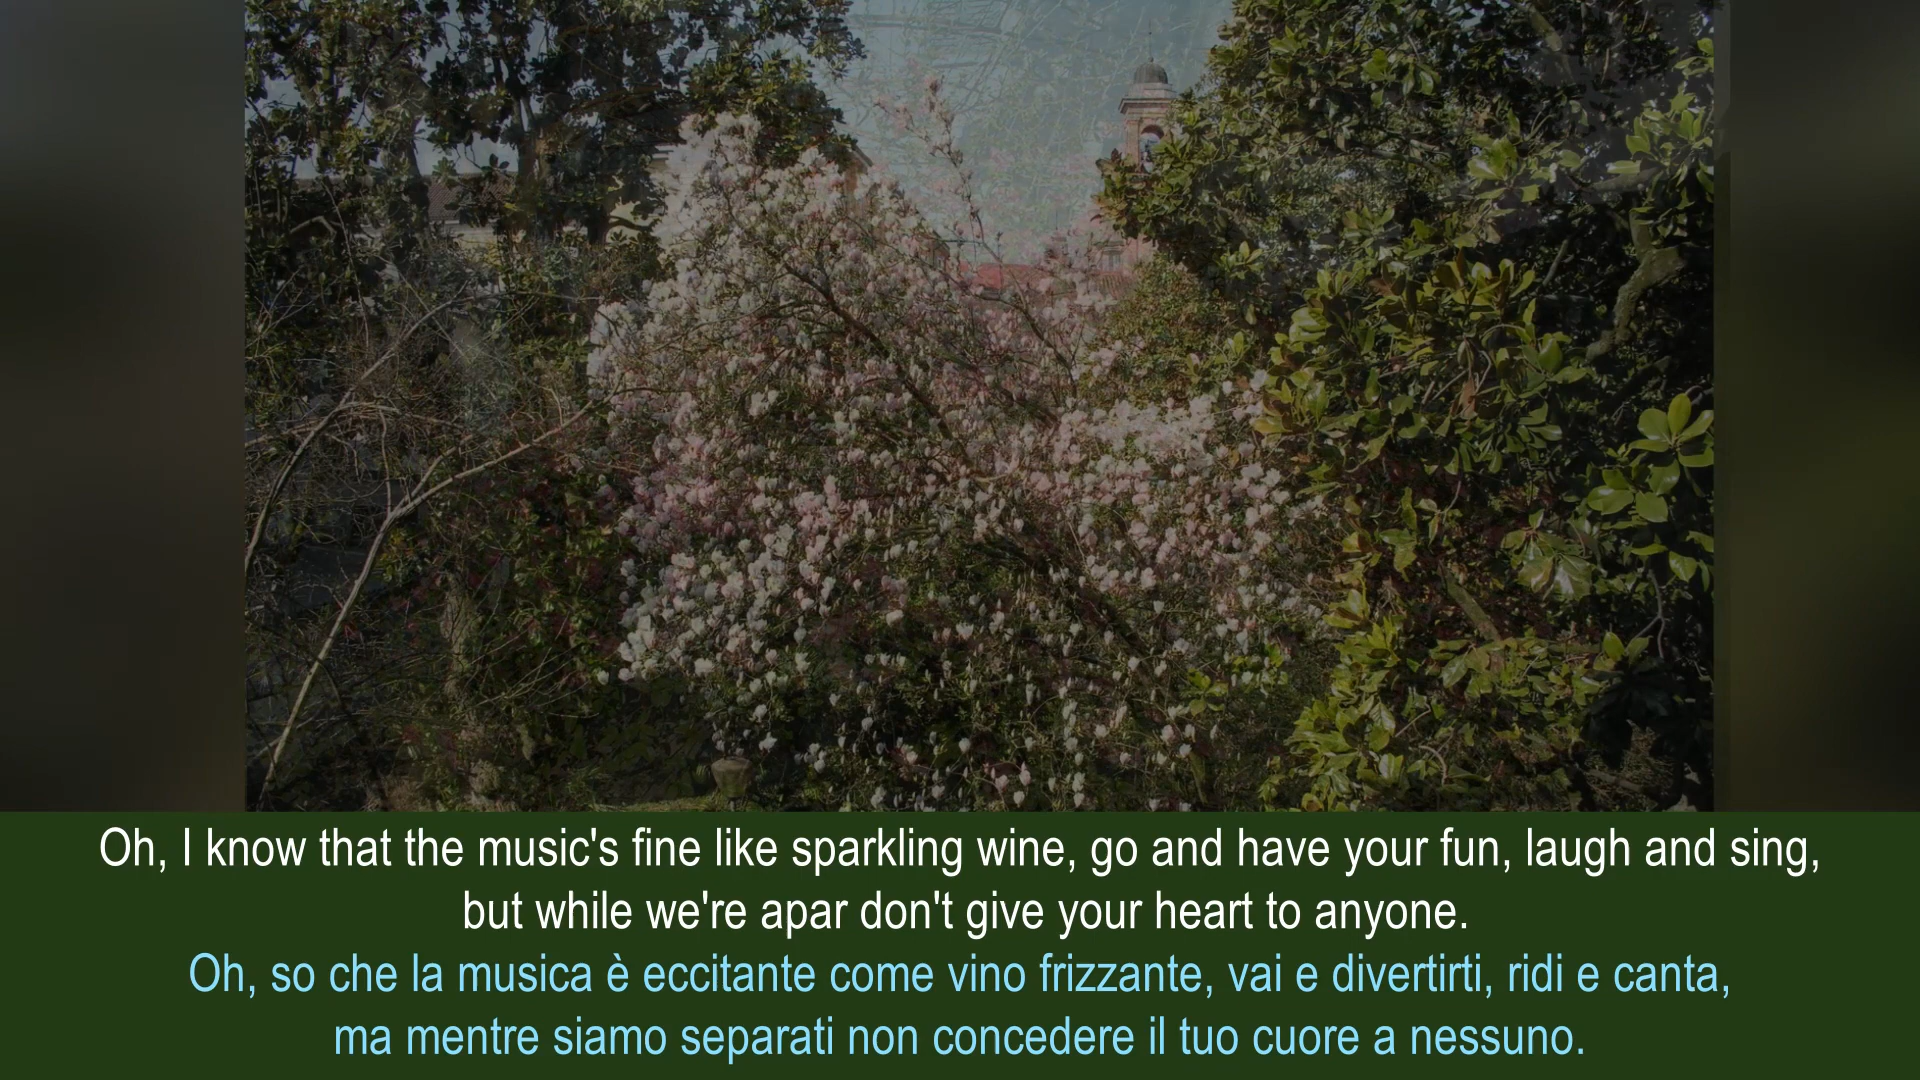 Oh, I know that the music's fine like sparkling wine, go and have your fun, laugh and sing,
but while we're apar don't give your heart to anyone.
Oh, so che la musica è eccitante come vino frizzante, vai e divertirti, ridi e canta,
ma mentre siamo separati non concedere il tuo cuore a nessuno.